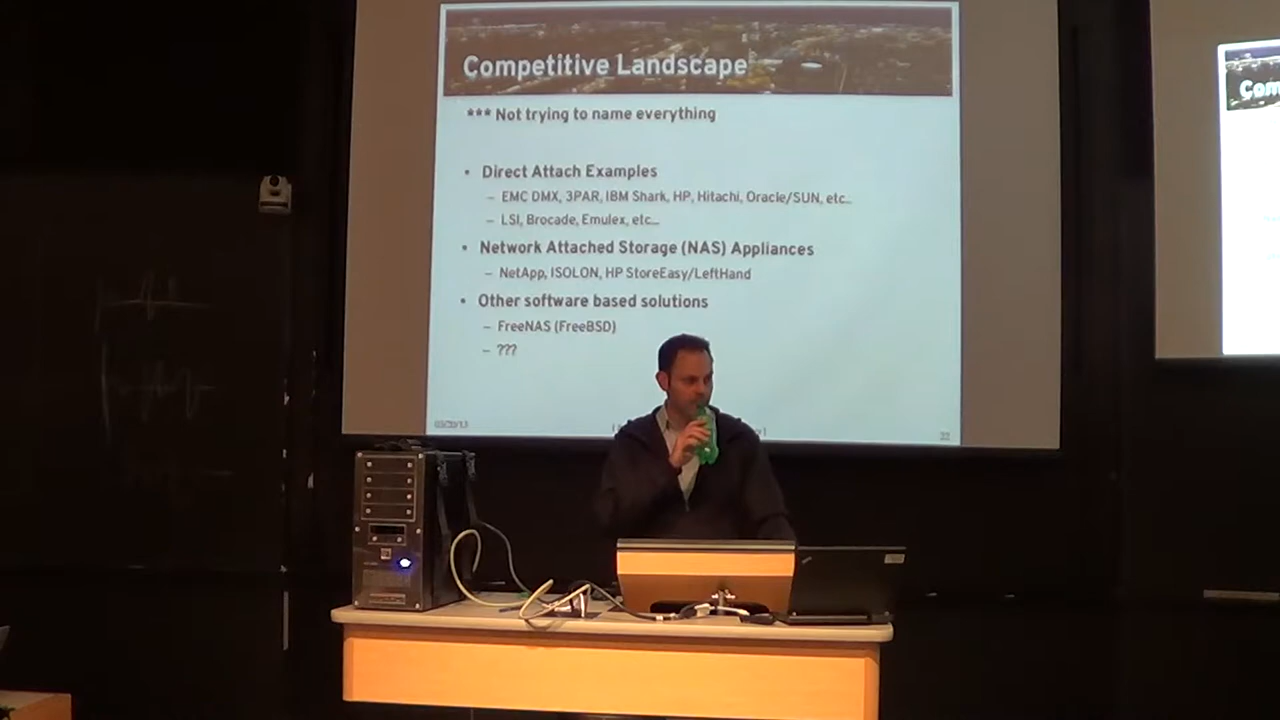 Competitive Landscape
*** Not trying to name everything
• Direct Attach Examples
– EMC DMX, 3PAR, IBM Shark, HP, Hitachi, Oracle/SUN, etc...
– LSI, Brocade, Emulex, etc...
• Network Attached Storage (NAS) Appliances
– NetApp, ISOLON, HP StoreEasy/LeftHand
• Other software based solutions
– FreeNAS (FreeBSD)
– ???
22
Com